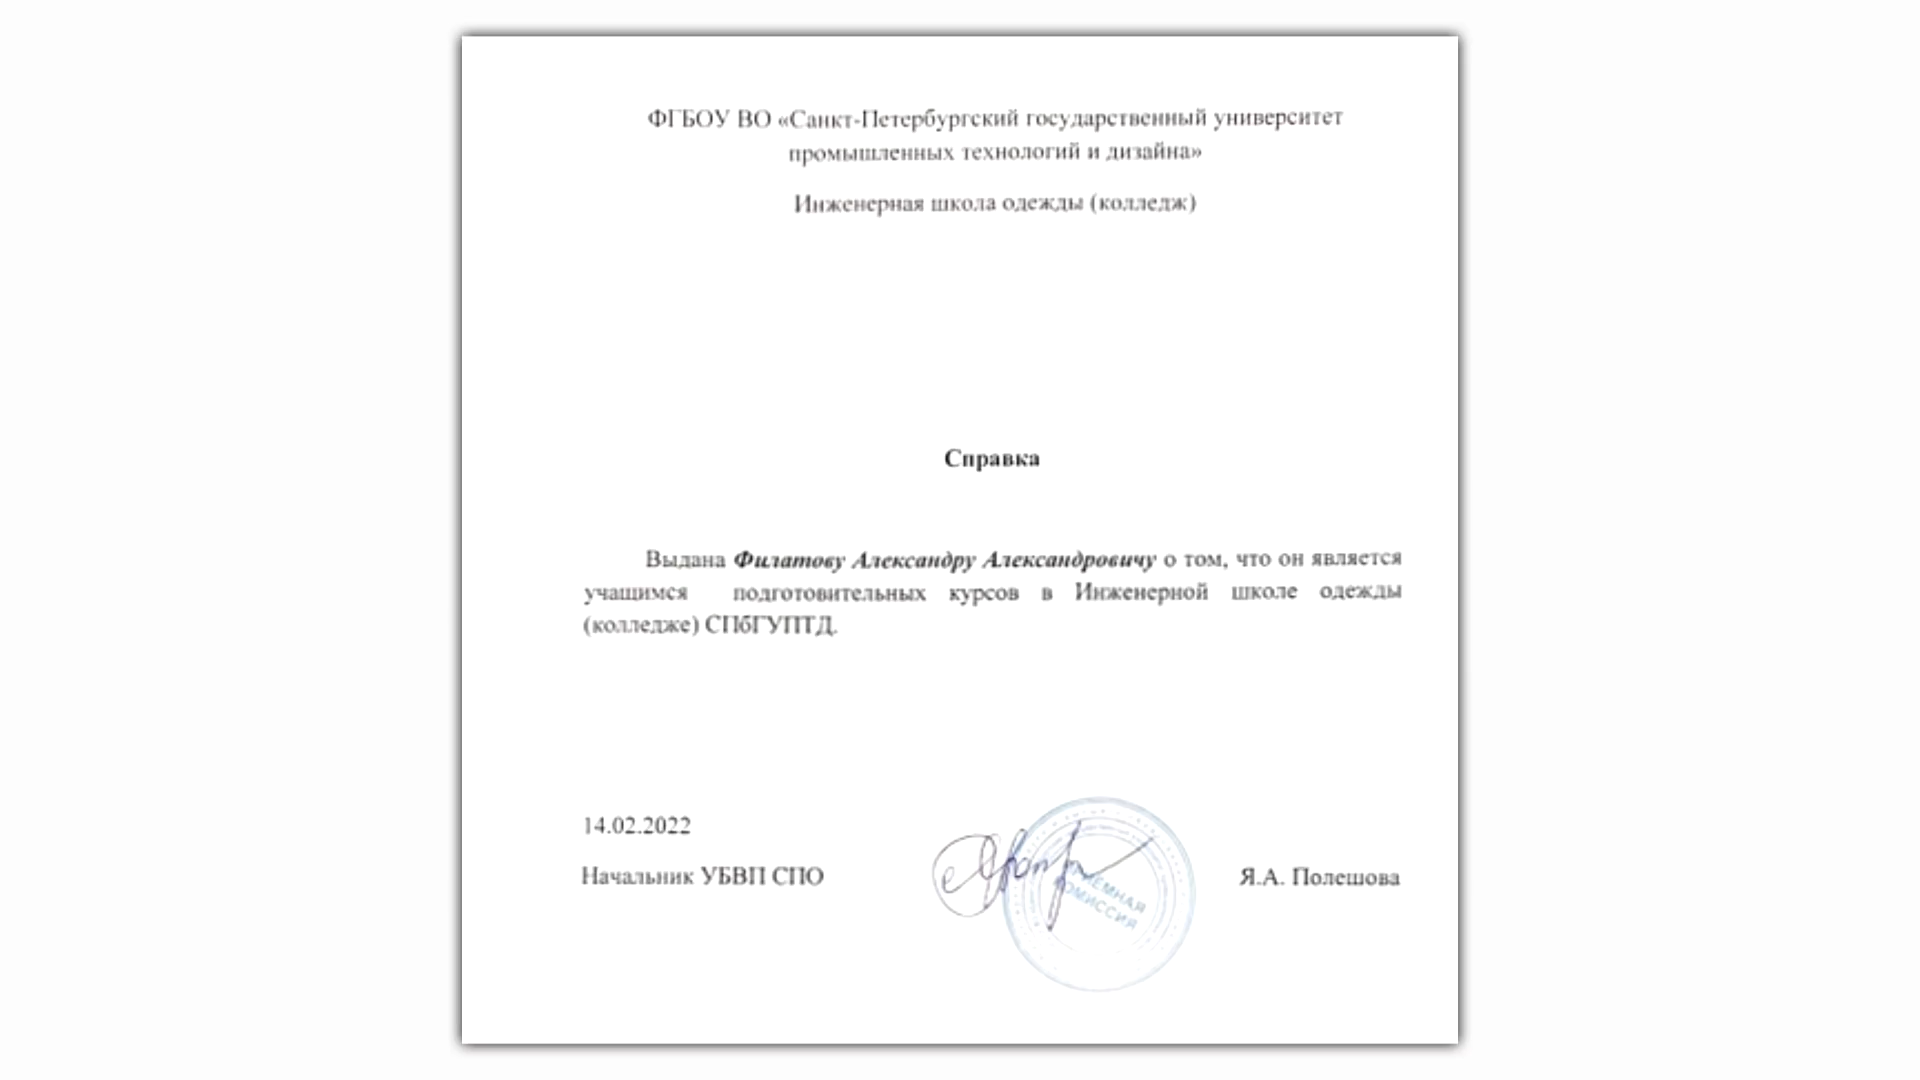 ФГБОУ ВО «Санкт-Петербургский государственный университет
промышленных технологий и дизайна»
Инженерная школа одежды (колледж)
Справка
Выдана Филатову Александру Александровичу о том, что он является
учащимся подготовительных курсов в Инженерной школе одежды
(колледже) СПбГУПТД.
14.02.2022
Начальник УБВП СПО
Я.А. Полешова